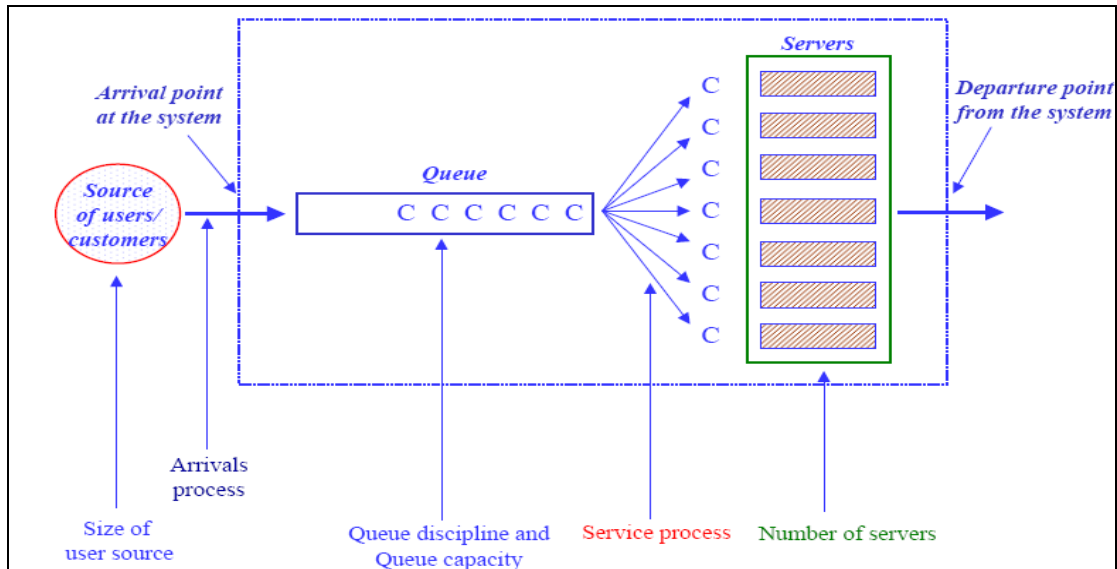 Servers
Arrival point
at the system
Departure point
from the system
C
C
Queue
C
Source
of users/
customers
C C C C C C
C
C
C
C
Arrivals
process
Size of
user source
Queue discipline and
Queue capacity
Service process
Number of servers